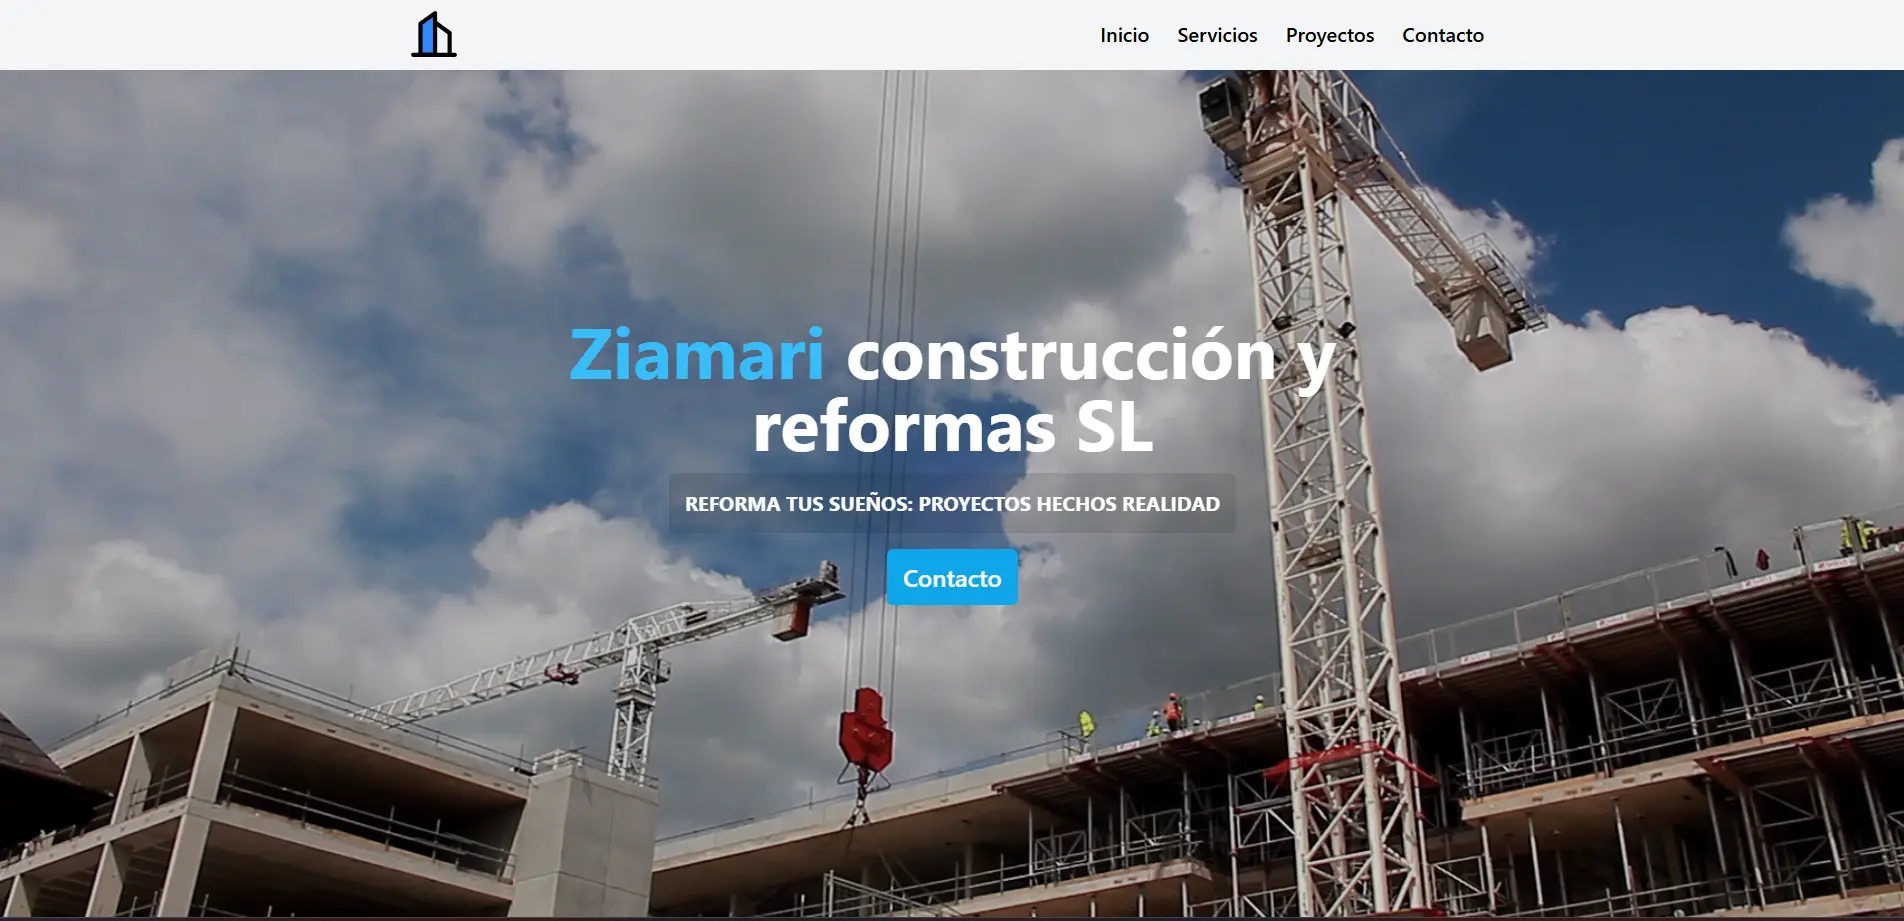 Inicio Servicios Proyectos Contacto
Ziamari construcción y
reformas SL
REFORMA TUS SUEÑOS: PROYECTOS HECHOS REALIDAD
Contacto